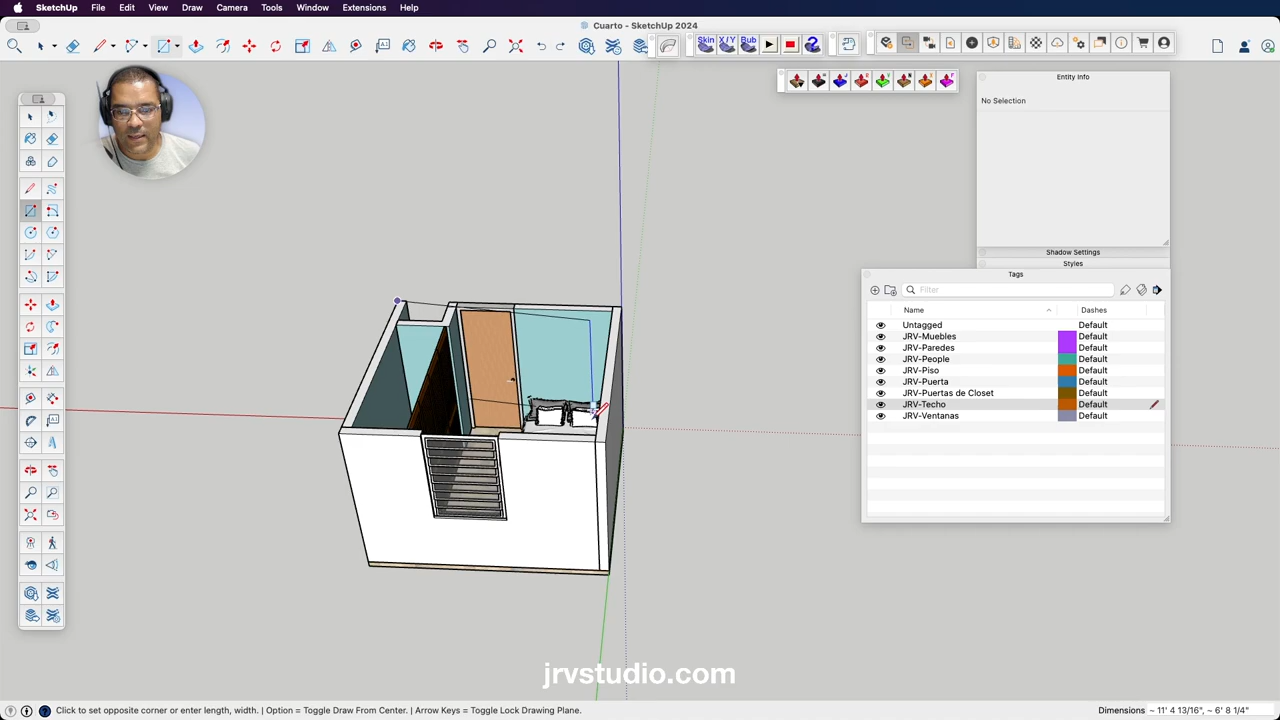 SketchUp File Edit View Draw Camera Tools Window Extensions Help
Cuarto - SketchUp 2024
Skin X/Y Bub
Entity Info
No Selection
Shadow Settings
Styles
Tags
Filter
Name Dashes
Untagged Default
JRV-Muebles Default
JRV-Paredes Default
JRV-People Default
JRV-Piso Default
JRV-Puerta Default
JRV-Puertas de Closet Default
JRV-Techo Default
JRV-Ventanas Default
jrvstudio.com
Click to set opposite corner or enter length, width. | Option = Toggle Draw From Center. | Arrow Keys = Toggle Lock Drawing Plane.
Dimensions ~ 11' 4 13/16", ~ 6' 8 1/4"